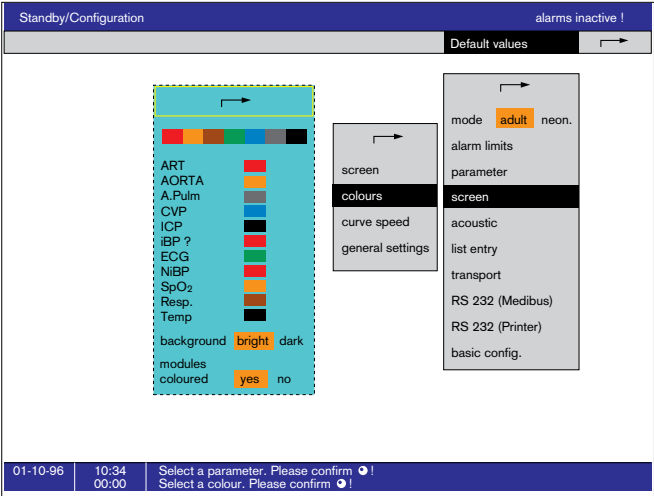 Standby/Configuration alarms inactive !
Default values
mode adult neon.
alarm limits
parameter
screen
acoustic
list entry
transport
RS 232 (Medibus)
RS 232 (Printer)
basic config.
screen
colours
curve speed
general settings
ART
AORTA
A.Pulm
CVP
ICP
iBP ?
ECG
NiBP
SpO₂
Resp.
Temp
background bright dark
modules
coloured yes no
01-10-96 10:34 Select a parameter. Please confirm !
00:00 Select a colour. Please confirm !